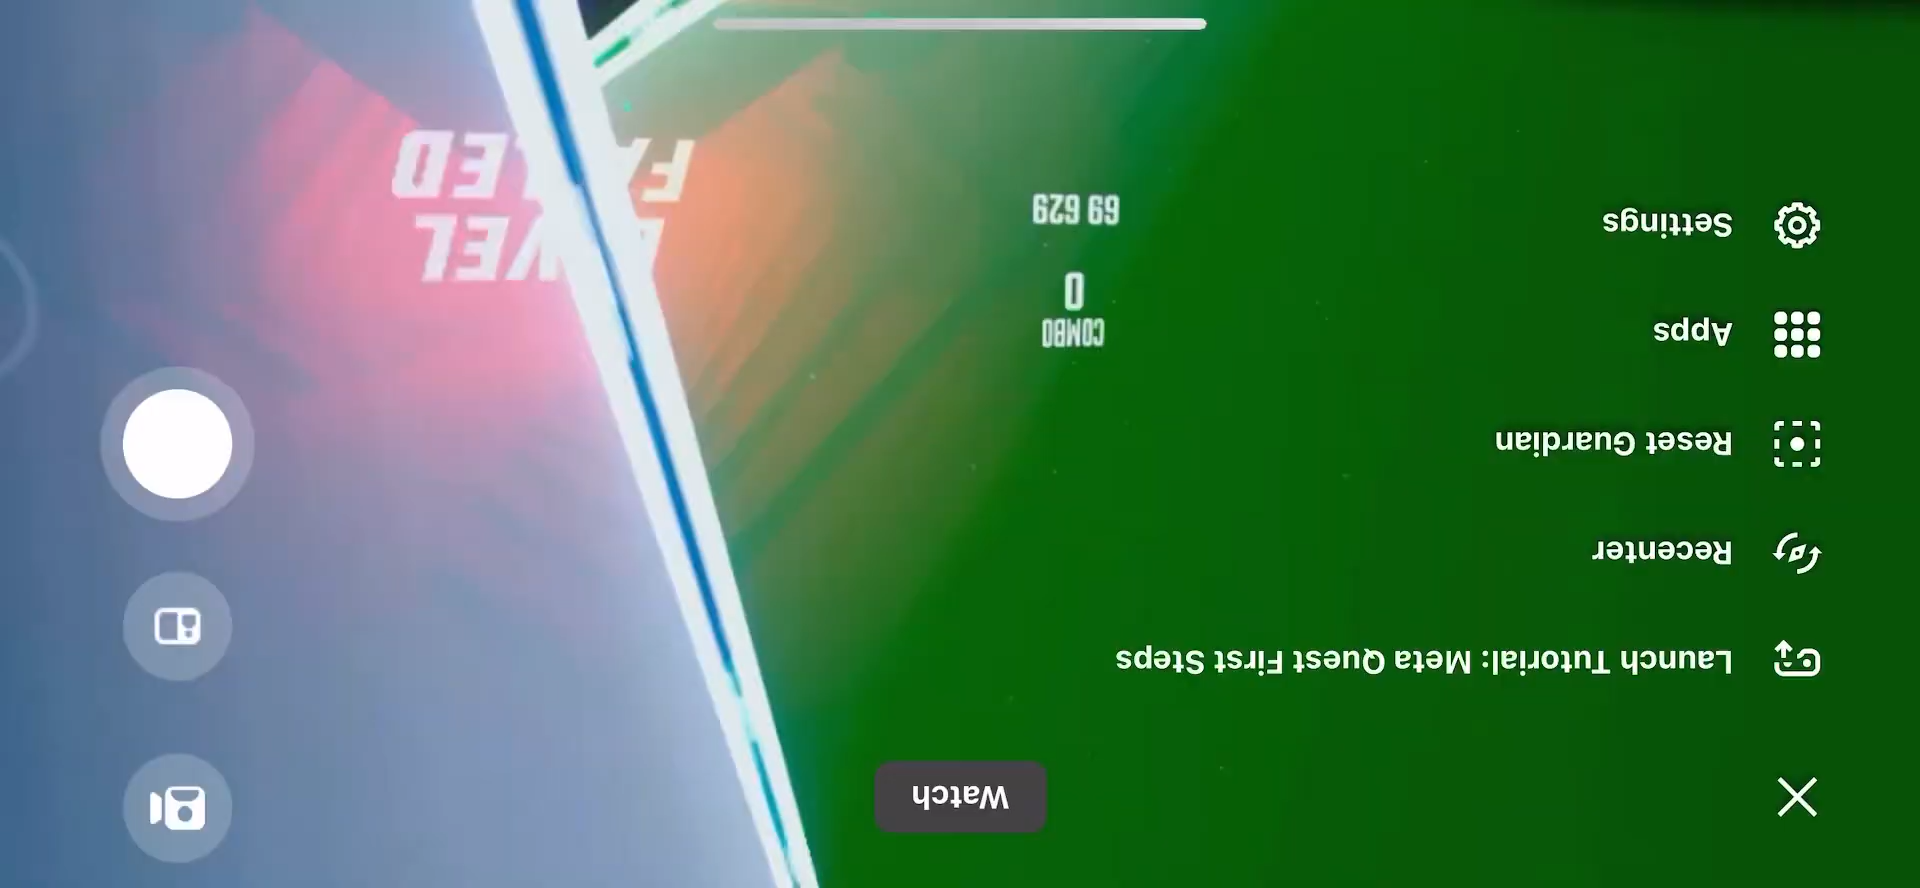 Watch
Launch Tutorial: Meta Quest First Steps
Recenter
Reset Guardian
Apps
Settings
COMBO
0
69 629
LEVEL
FAILED